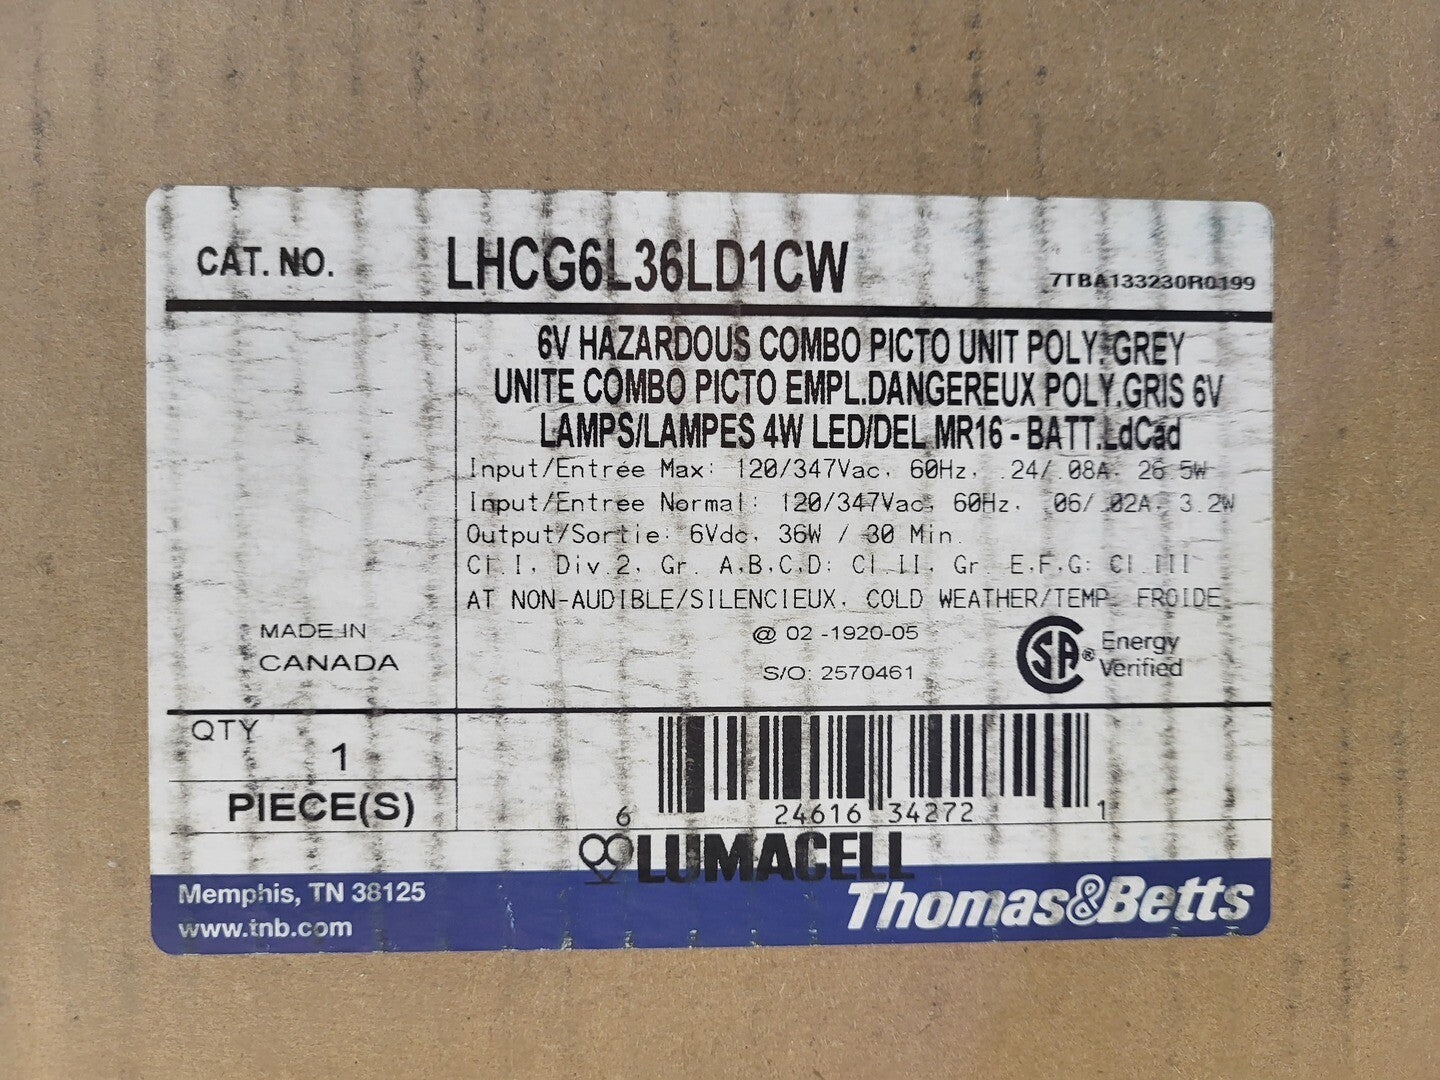 CAT. NO. LHCG6L36LD1CW 7TBA133230R0199
6V HAZARDOUS COMBO PICTO UNIT POLY. GREY
UNITE COMBO PICTO EMPL.DANGEREUX POLY.GRIS 6V
LAMPS/LAMPES 4W LED/DEL MR16 - BATT.LdCad
Input/Entrée Max: 120/347Vac, 60Hz, .24/.08A, 26.5W
Input/Entree Normal: 120/347Vac, 60Hz, .06/.02A, 3.2W
Output/Sortie: 6Vdc, 36W / 30 Min.
Cl.I, Div.2, Gr. A,B,C,D; Cl.II, Gr. E,F,G; Cl.III
AT NON-AUDIBLE/SILENCIEUX, COLD WEATHER/TEMP. FROIDE
MADE IN
CANADA
@ 02 -1920-05
S/O: 2570461
CSA® Energy
Verified
QTY
1
PIECE(S)
6 24616 34272 1
LUMACELL
Memphis, TN 38125
www.tnb.com
Thomas&Betts